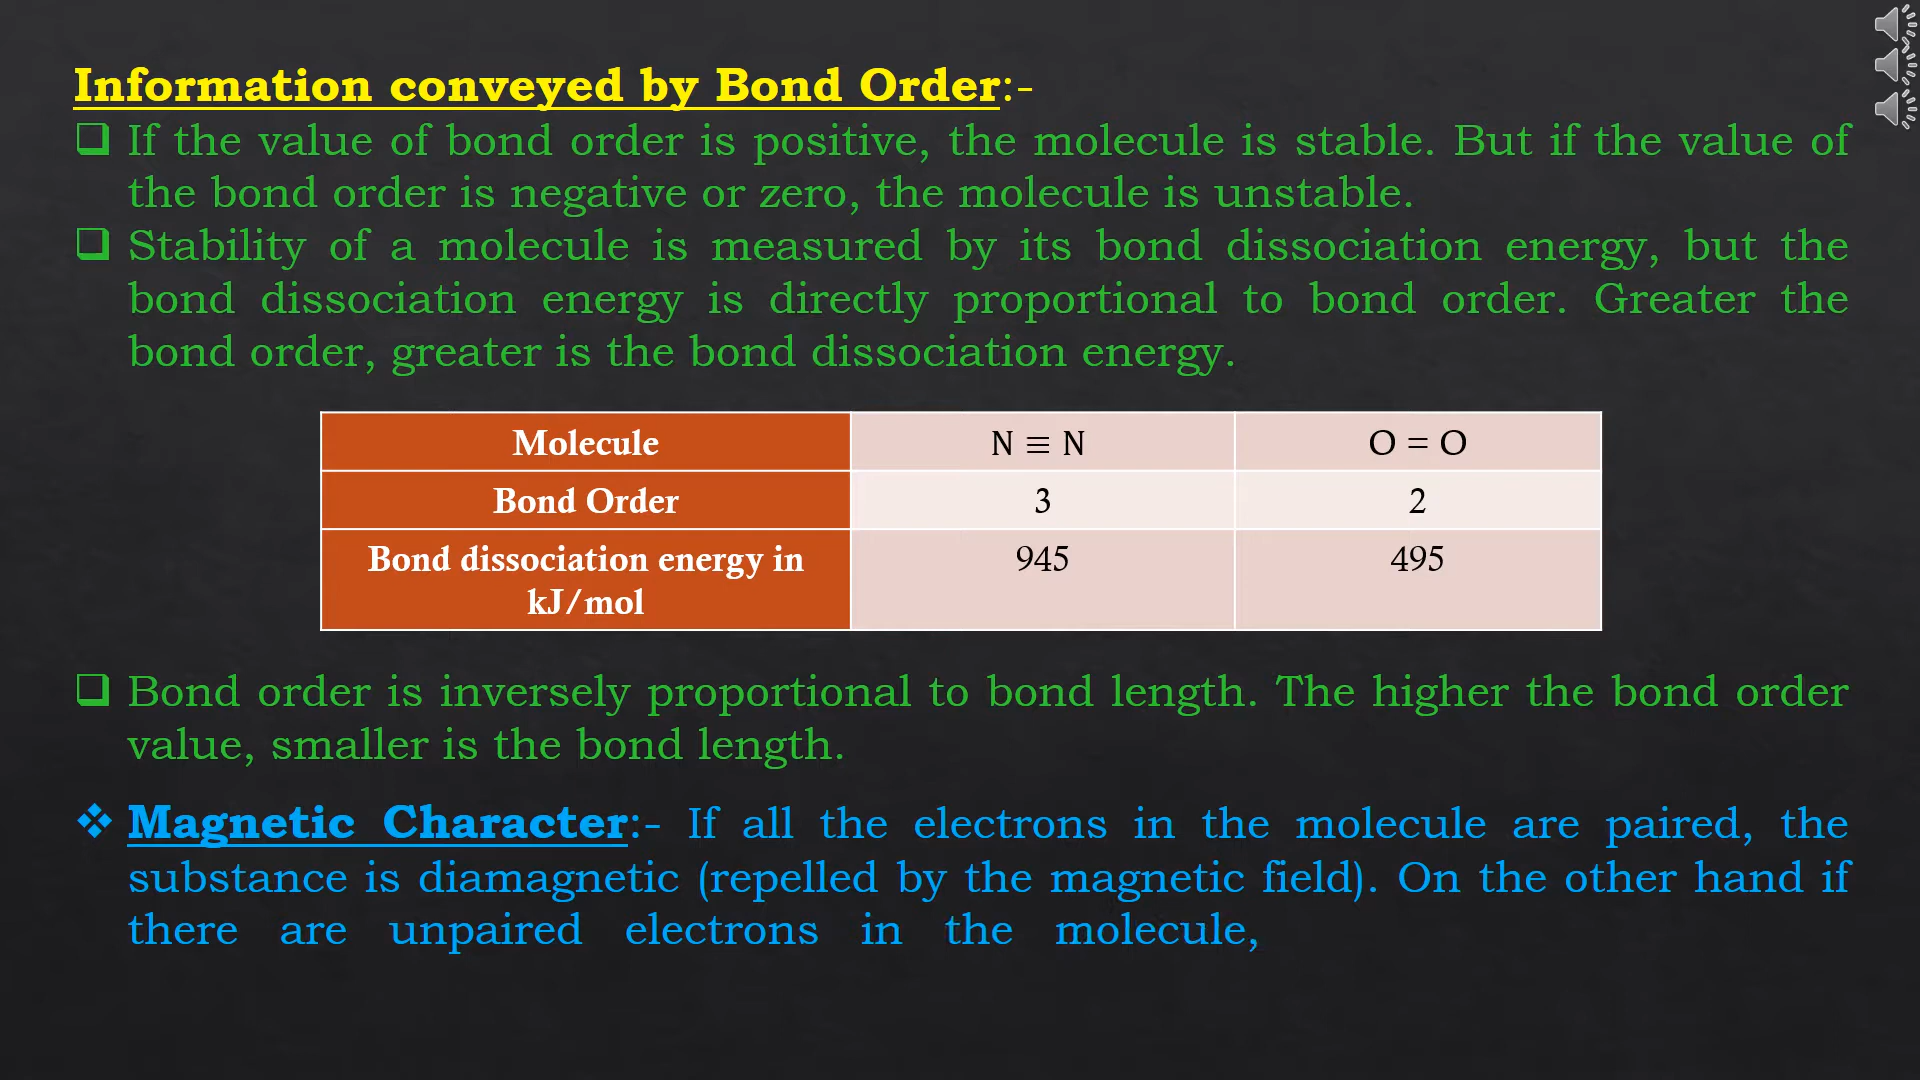 Information conveyed by Bond Order:-
If the value of bond order is positive, the molecule is stable. But if the value of
the bond order is negative or zero, the molecule is unstable.
Stability of a molecule is measured by its bond dissociation energy, but the
bond dissociation energy is directly proportional to bond order. Greater the
bond order, greater is the bond dissociation energy.
Molecule N ≡ N O = O
Bond Order 3 2
Bond dissociation energy in 945 495
kJ/mol
Bond order is inversely proportional to bond length. The higher the bond order
value, smaller is the bond length.
Magnetic Character:- If all the electrons in the molecule are paired, the
substance is diamagnetic (repelled by the magnetic field). On the other hand if
there are unpaired electrons in the molecule,